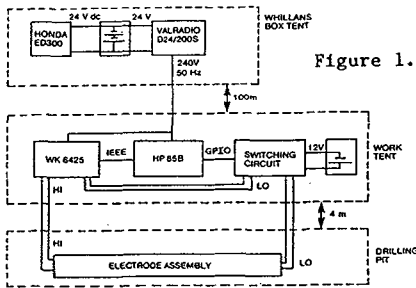 WHILLANS
BOX TENT
24 V dc
24 V
HONDA
ED300
VALRADIO
D24/200S
240V
50 Hz
Figure 1.
100m
WORK
TENT
WK 6425
IEEE
HP 85B
GPIO
SWITCHING
CIRCUIT
12V
HI
LO
4 m
DRILLING
PIT
HI
ELECTRODE ASSEMBLY
LO